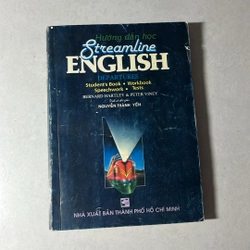 Hướng dẫn học
Streamline
ENGLISH
DEPARTURES
Student's Book • Workbook
Speechwork • Tests
BERNARD HARTLEY & PETER VINEY
NGUYỄN THÀNH YẾN
NHÀ XUẤT BẢN THÀNH PHỐ HỒ CHÍ MINH